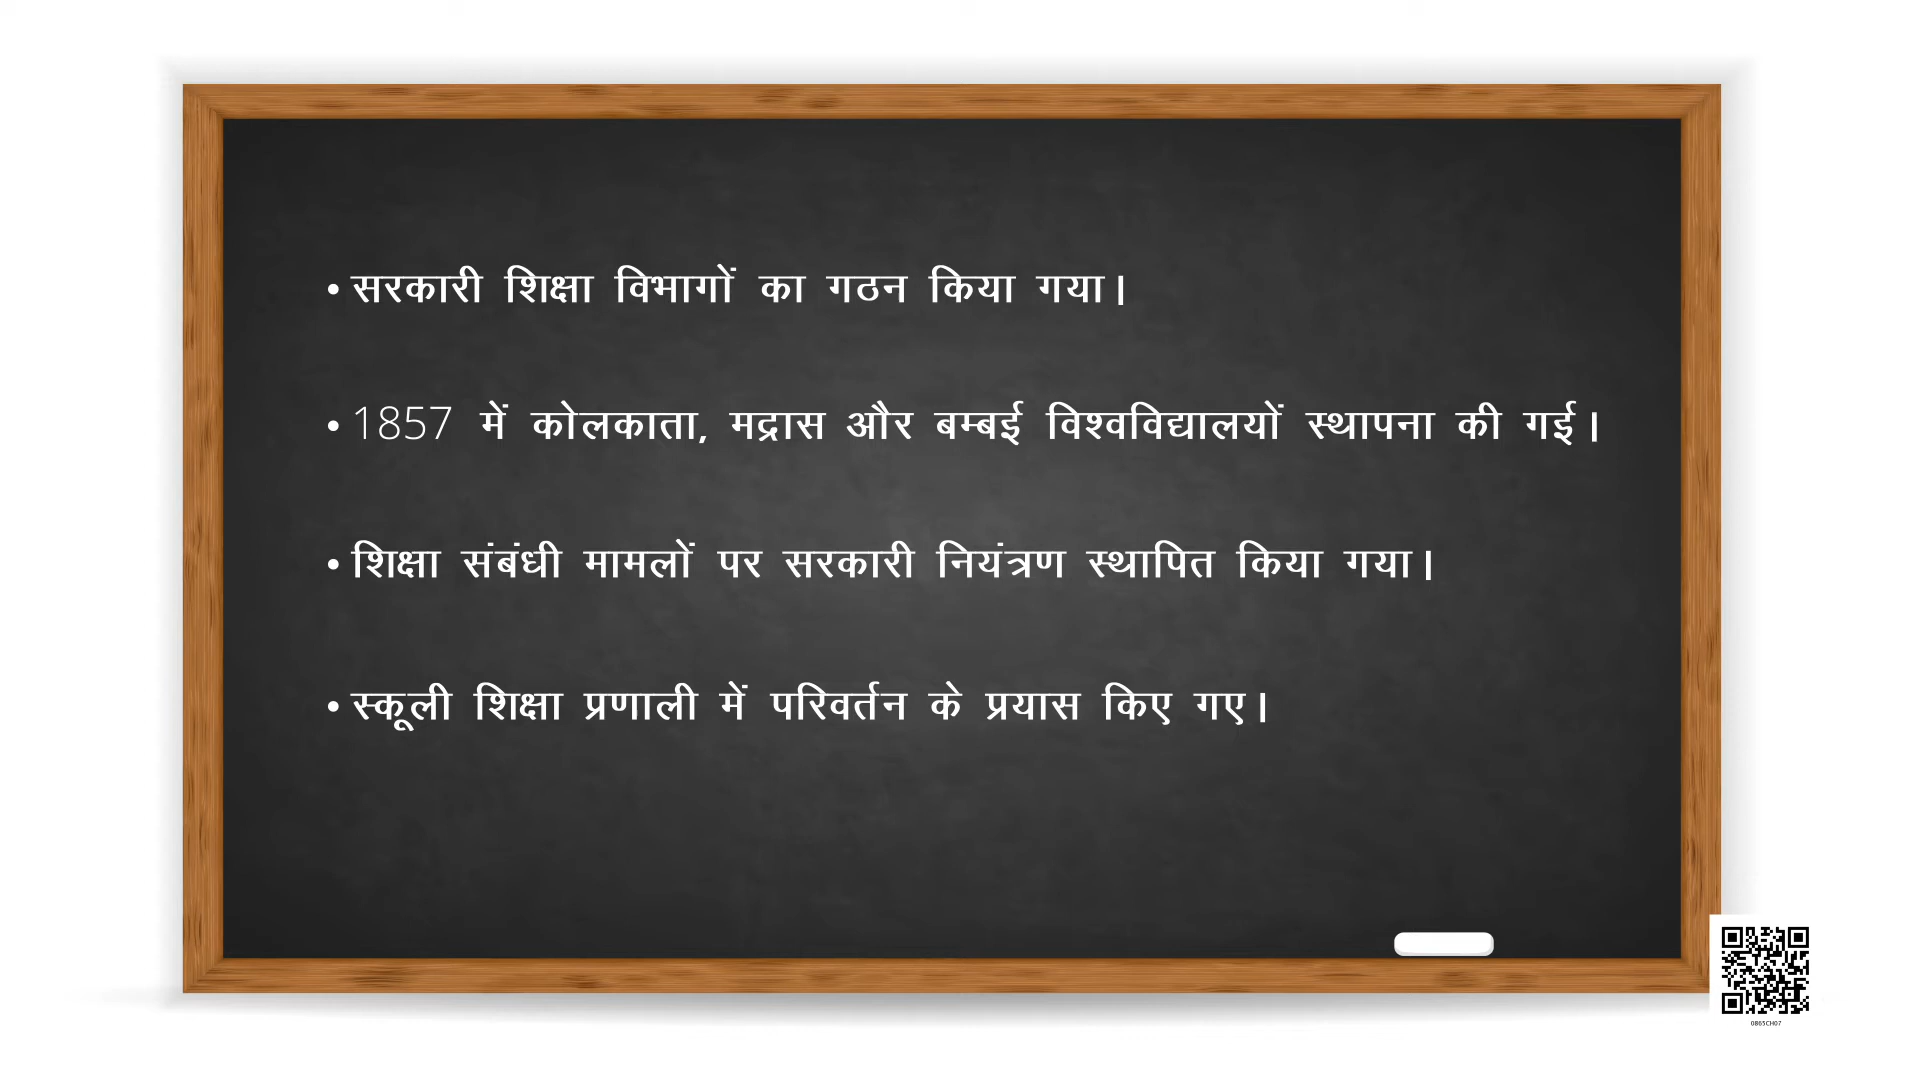 • सरकारी शिक्षा विभागों का गठन किया गया।
• 1857 में कोलकाता, मद्रास और बम्बई विश्वविद्यालयों स्थापना की गई।
• शिक्षा संबंधी मामलों पर सरकारी नियंत्रण स्थापित किया गया।
• स्कूली शिक्षा प्रणाली में परिवर्तन के प्रयास किए गए।
0865CH07